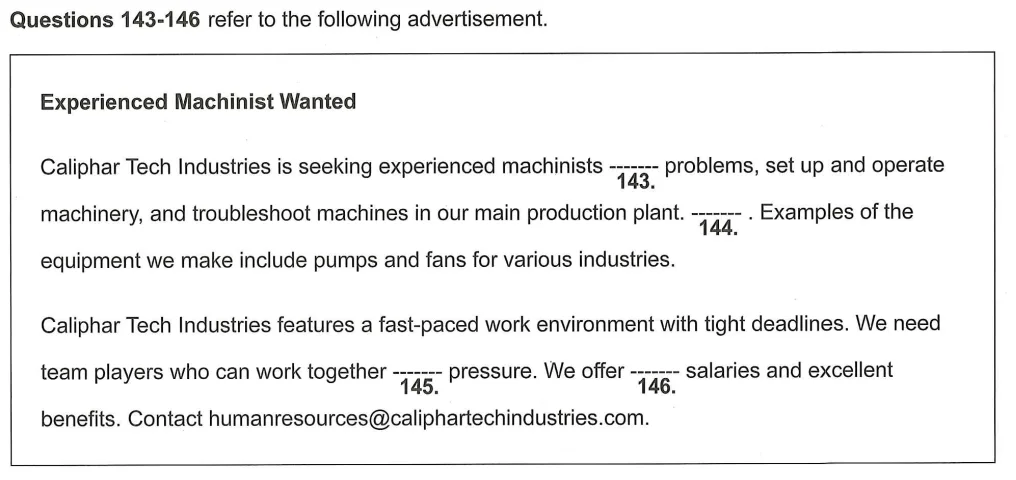 Questions 143-146 refer to the following advertisement.
Experienced Machinist Wanted
Caliphar Tech Industries is seeking experienced machinists ------- problems, set up and operate
143.
machinery, and troubleshoot machines in our main production plant. ------- . Examples of the
144.
equipment we make include pumps and fans for various industries.
Caliphar Tech Industries features a fast-paced work environment with tight deadlines. We need
team players who can work together ------- pressure. We offer ------- salaries and excellent
145. 146.
benefits. Contact humanresources@caliphartechindustries.com.